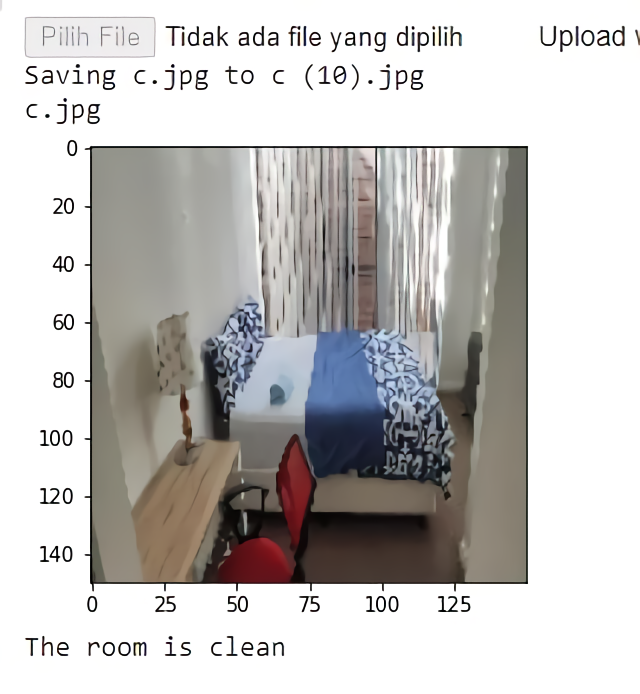 Pilih File Tidak ada file yang dipilih Upload
Saving c.jpg to c (10).jpg
c.jpg
0
20
40
60
80
100
120
140
0 25 50 75 100 125
The room is clean